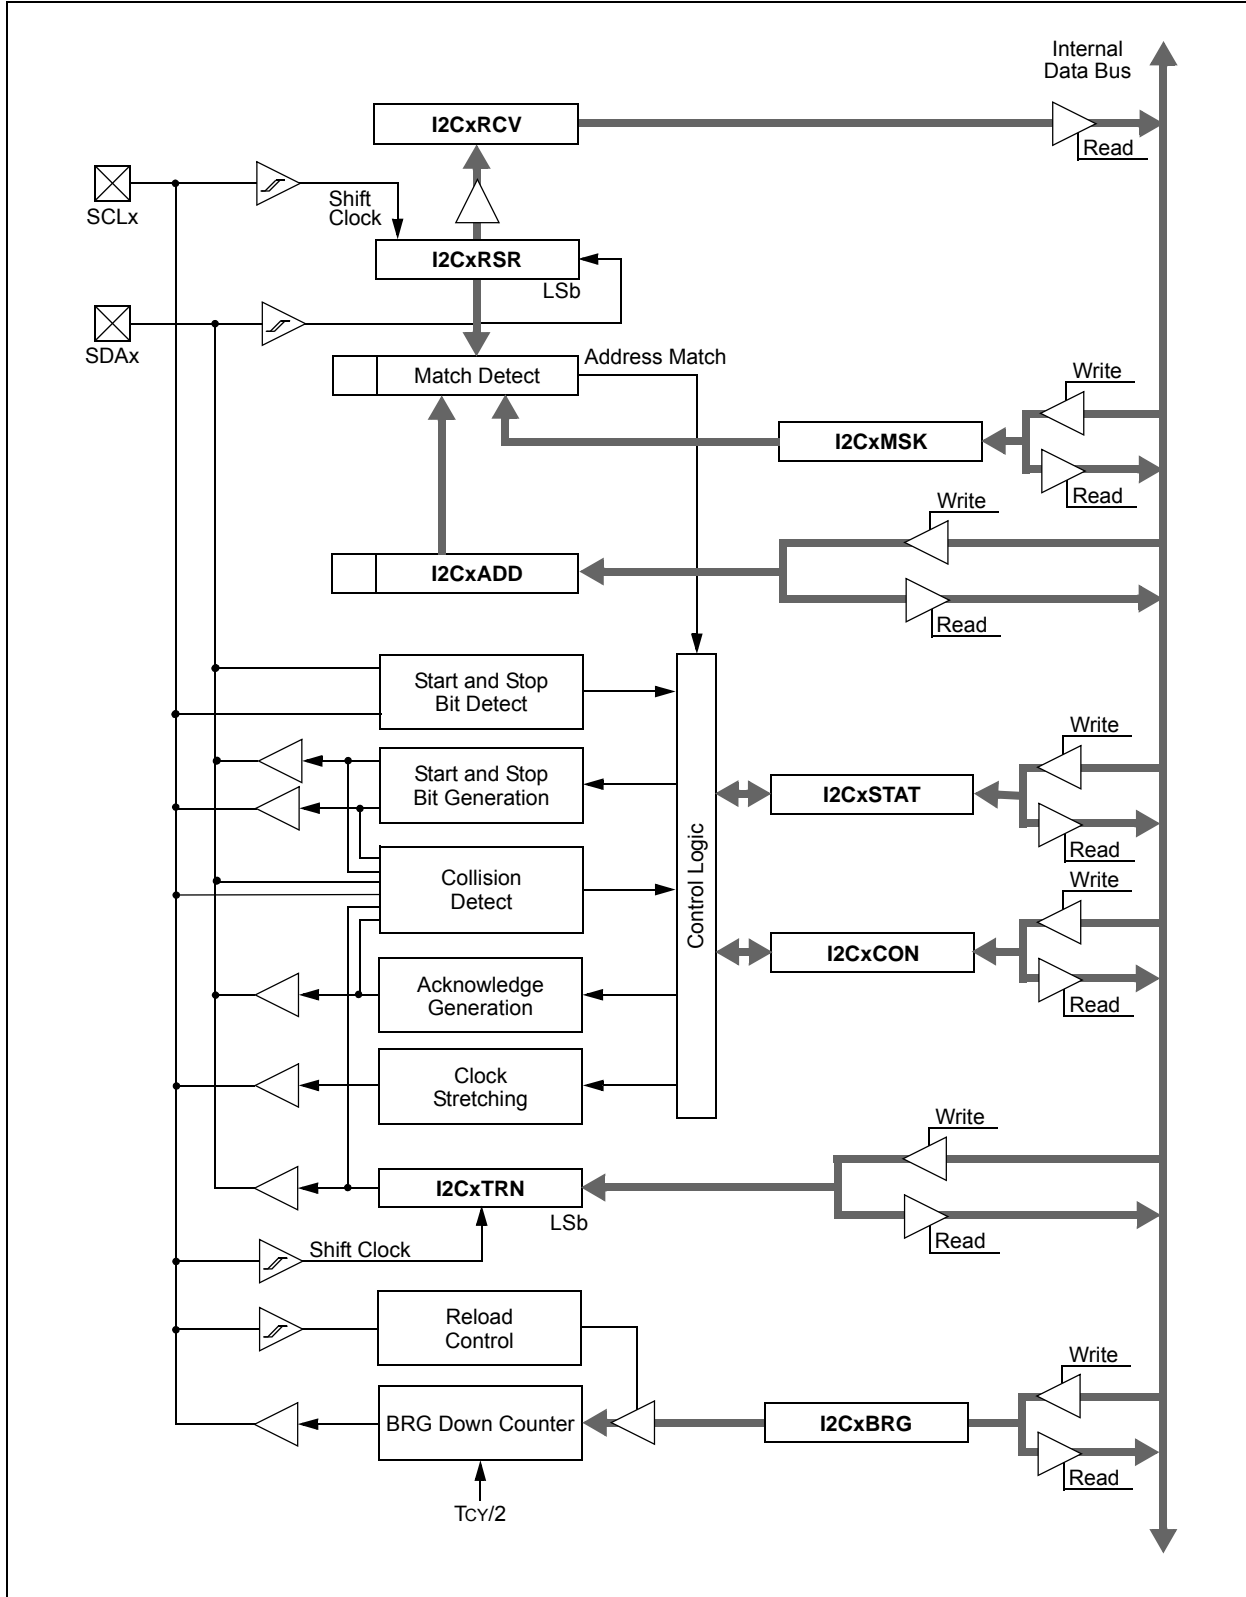 Internal
Data Bus
I2CxRCV
Read
SCLx
Shift
Clock
I2CxRSR
LSb
SDAx
Match Detect
Address Match
Write
I2CxMSK
Read
Write
I2CxADD
Read
Start and Stop
Bit Detect
Write
Start and Stop
Bit Generation
I2CxSTAT
Read
Control Logic
Collision
Detect
Write
I2CxCON
Read
Acknowledge
Generation
Clock
Stretching
Write
I2CxTRN
LSb
Read
Shift Clock
Reload
Control
Write
BRG Down Counter
I2CxBRG
Read
TCY/2